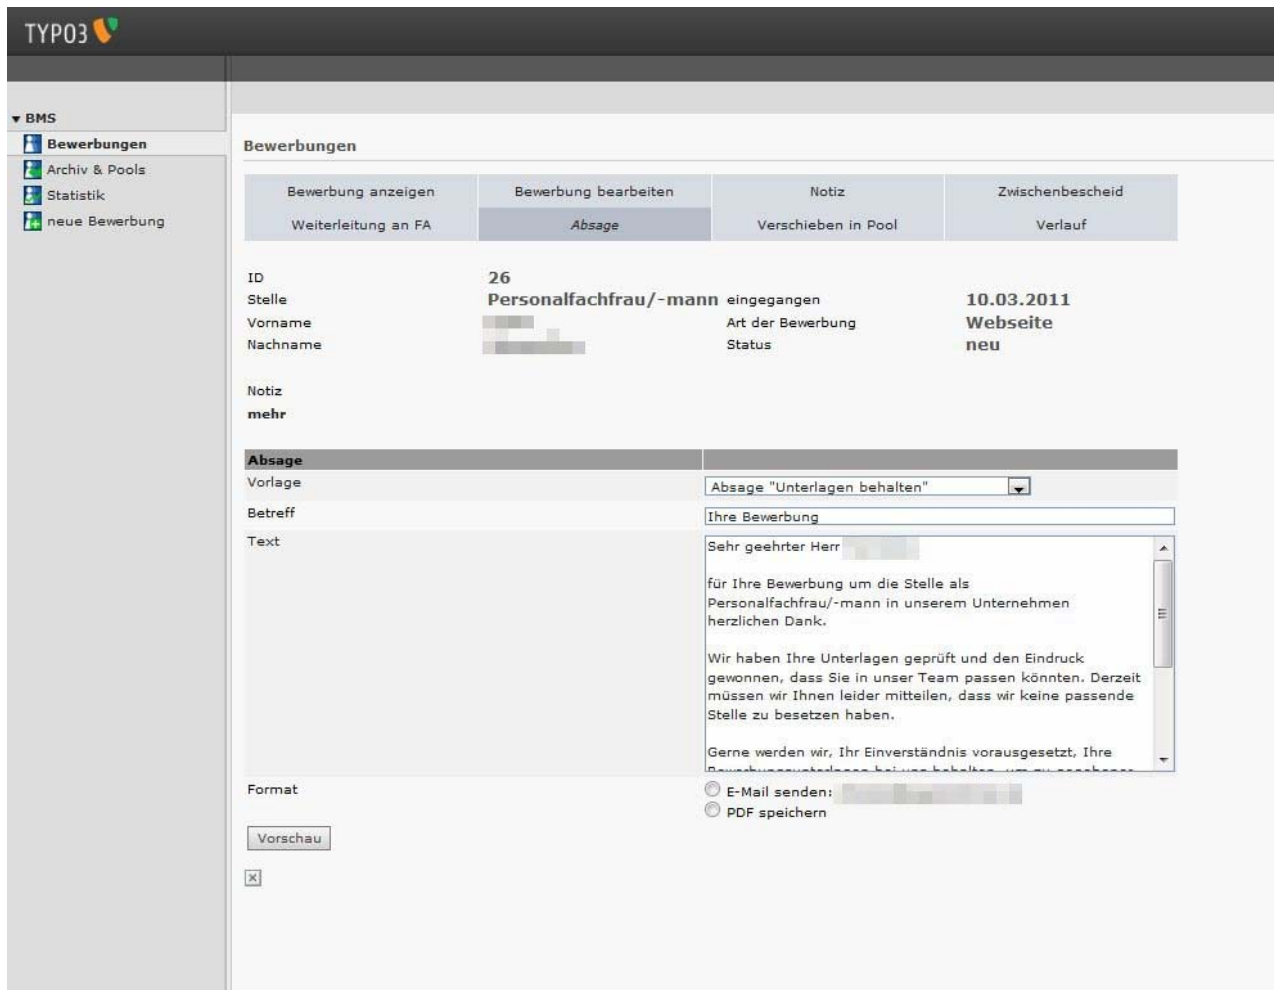 TYPO3
BMS
Bewerbungen
Archiv & Pools
Statistik
neue Bewerbung
Bewerbungen
Bewerbung anzeigen Bewerbung bearbeiten Notiz Zwischenbescheid
Weiterleitung an FA Absage Verschieben in Pool Verlauf
ID 26
Stelle Personalfachfrau/-mann eingegangen 10.03.2011
Vorname Art der Bewerbung Webseite
Nachname Status neu
Notiz
mehr
Absage
Vorlage Absage "Unterlagen behalten"
Betreff Ihre Bewerbung
Text Sehr geehrter Herr
für Ihre Bewerbung um die Stelle als
Personalfachfrau/-mann in unserem Unternehmen
herzlichen Dank.
Wir haben Ihre Unterlagen geprüft und den Eindruck
gewonnen, dass Sie in unser Team passen könnten. Derzeit
müssen wir Ihnen leider mitteilen, dass wir keine passende
Stelle zu besetzen haben.
Gerne werden wir, Ihr Einverständnis vorausgesetzt, Ihre
Format E-Mail senden:
PDF speichern
Vorschau